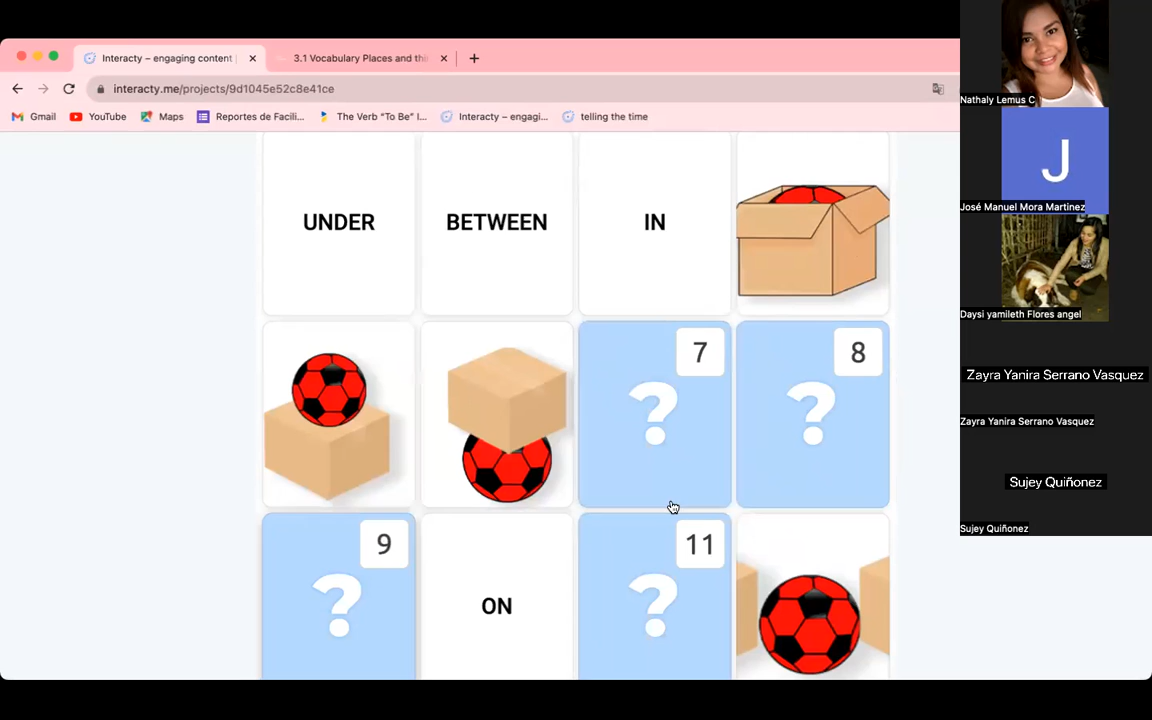 Interacty – engaging content
3.1 Vocabulary Places and thi
interacty.me/projects/9d1045e52c8e41ce
Gmail
YouTube
Maps
Reportes de Facili...
The Verb "To Be" I...
Interacty – engagi...
telling the time
UNDER
BETWEEN
IN
7
?
8
?
9
?
ON
11
?
Nathaly Lemus C
J
José Manuel Mora Martinez
Daysi yamileth Flores angel
Zayra Yanira Serrano Vasquez
Zayra Yanira Serrano Vasquez
Sujey Quiñonez
Sujey Quiñonez